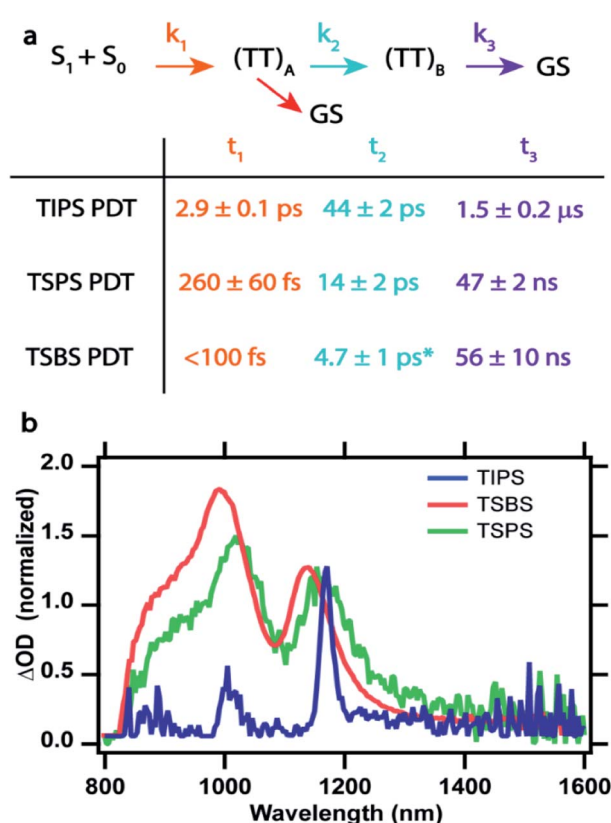 a
S₁ + S₀ k₁ (TT)A k₂ (TT)B k₃ GS
GS
t₁ t₂ t₃
TIPS PDT 2.9 ± 0.1 ps 44 ± 2 ps 1.5 ± 0.2 μs
TSPS PDT 260 ± 60 fs 14 ± 2 ps 47 ± 2 ns
TSBS PDT <100 fs 4.7 ± 1 ps* 56 ± 10 ns
b
ΔOD (normalized)
2.0
1.5
1.0
0.5
0.0
TIPS
TSBS
TSPS
800 1000 1200 1400 1600
Wavelength (nm)